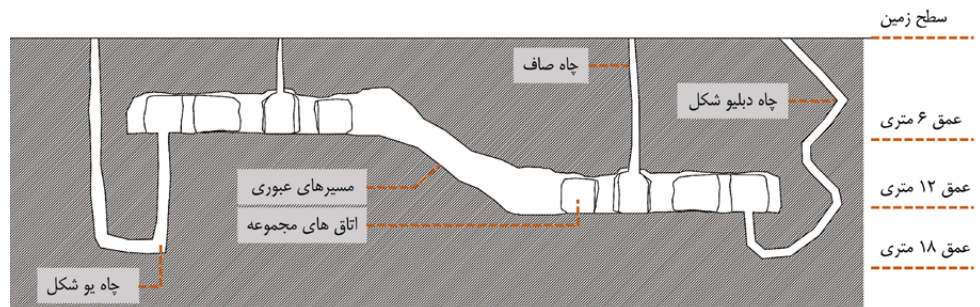 سطح زمین
چاه صاف
چاه دبلیو شکل
عمق ۶ متری
مسیرهای عبوری
عمق ۱۲ متری
اتاق های مجموعه
عمق ۱۸ متری
چاه یو شکل